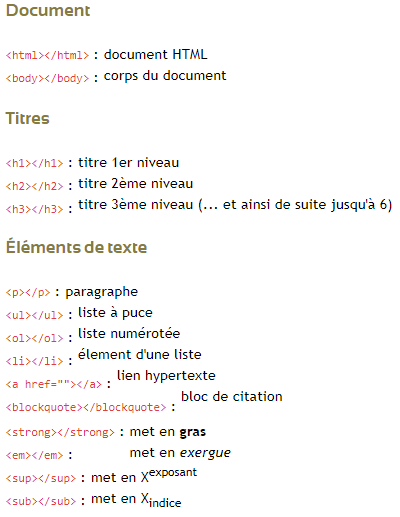 Document
<html></html> : document HTML
<body></body> : corps du document
Titres
<h1></h1> : titre 1er niveau
<h2></h2> : titre 2ème niveau
<h3></h3> : titre 3ème niveau (... et ainsi de suite jusqu'à 6)
Éléments de texte
<p></p> : paragraphe
<ul></ul> : liste à puce
<ol></ol> : liste numérotée
<li></li> : élement d'une liste
<a href=""></a> : lien hypertexte
<blockquote></blockquote> : bloc de citation
<strong></strong> : met en gras
<em></em> : met en exergue
<sup></sup> : met en Xexposant
<sub></sub> : met en Xindice